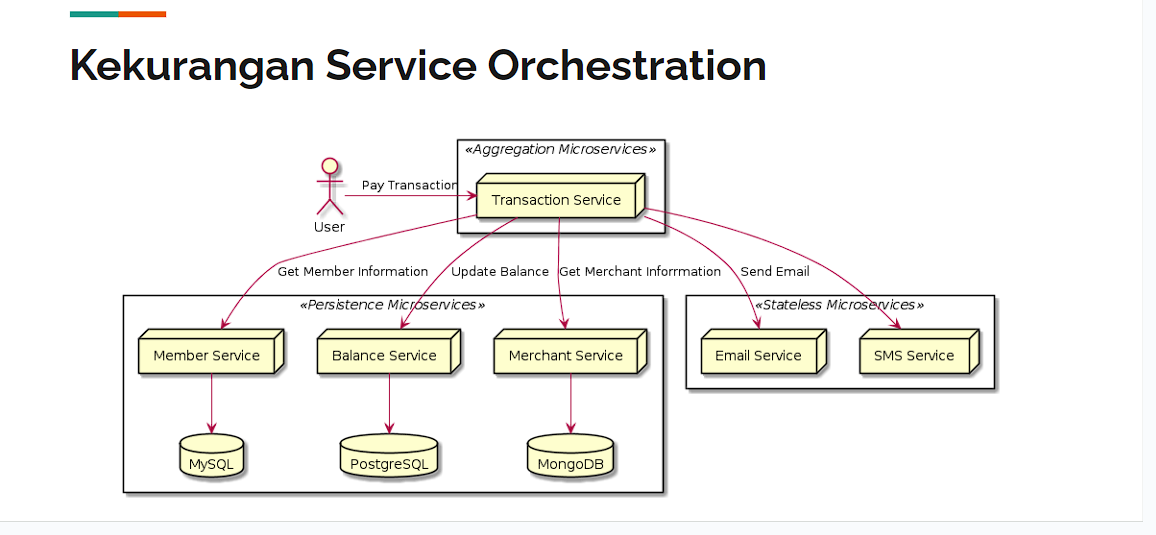 Kekurangan Service Orchestration
«Aggregation Microservices»
Pay Transaction
Transaction Service
User
Get Member Information
Update Balance
Get Merchant Inforrmation
Send Email
«Persistence Microservices»
«Stateless Microservices»
Member Service
Balance Service
Merchant Service
Email Service
SMS Service
MySQL
PostgreSQL
MongoDB